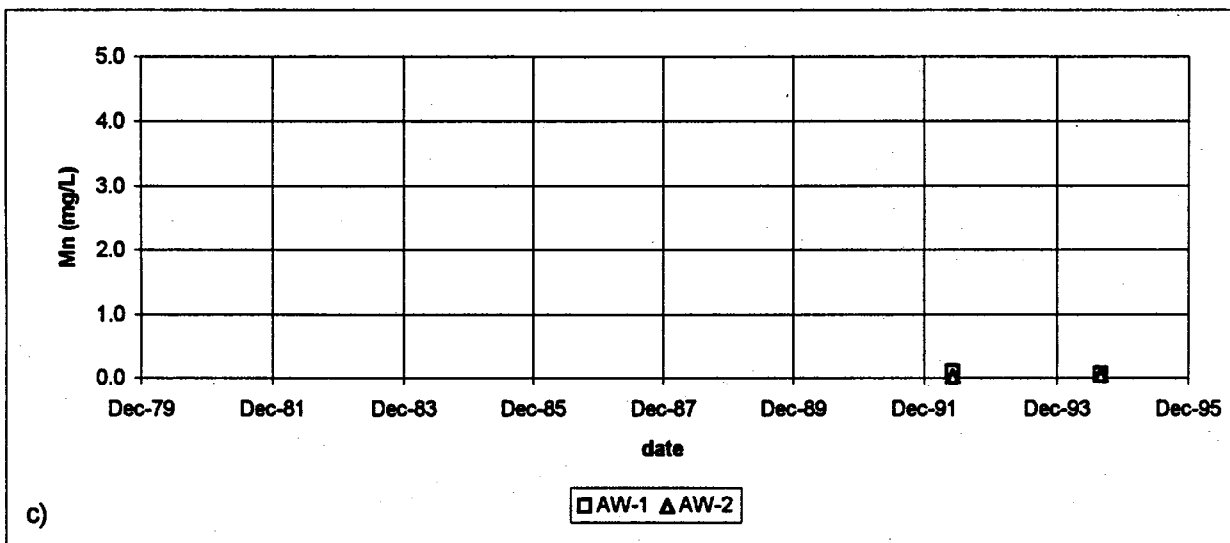 5.0
4.0
3.0
2.0
1.0
0.0
Mn (mg/L)
Dec-79 Dec-81 Dec-83 Dec-85 Dec-87 Dec-89 Dec-91 Dec-93 Dec-95
date
AW-1 AW-2
c)